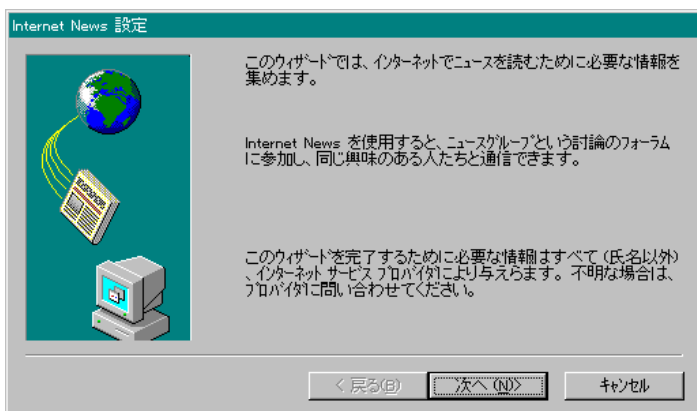 Internet News 設定
このウィザードでは、インターネットでニュースを読むために必要な情報を
集めます。
Internet News を使用すると、ニュースグループという討論のフォーラム
に参加し、同じ興味のある人たちと通信できます。
このウィザードを完了するために必要な情報はすべて (氏名以外)
、インターネット サービス プロバイダにより与えらます。不明な場合は、
プロバイダに問い合わせてください。
< 戻る(B) 次へ (N)> キャンセル